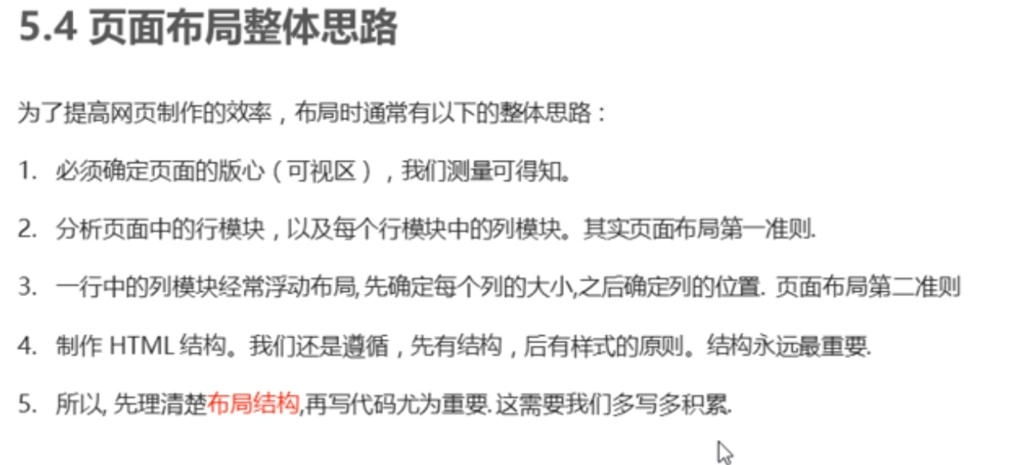 5.4 页面布局整体思路
为了提高网页制作的效率，布局时通常有以下的整体思路：
1. 必须确定页面的版心（可视区），我们测量可得知。
2. 分析页面中的行模块，以及每个行模块中的列模块。其实页面布局第一准则.
3. 一行中的列模块经常浮动布局,先确定每个列的大小,之后确定列的位置. 页面布局第二准则
4. 制作 HTML 结构。我们还是遵循，先有结构，后有样式的原则。结构永远最重要.
5. 所以, 先理清楚布局结构,再写代码尤为重要.这需要我们多写多积累.